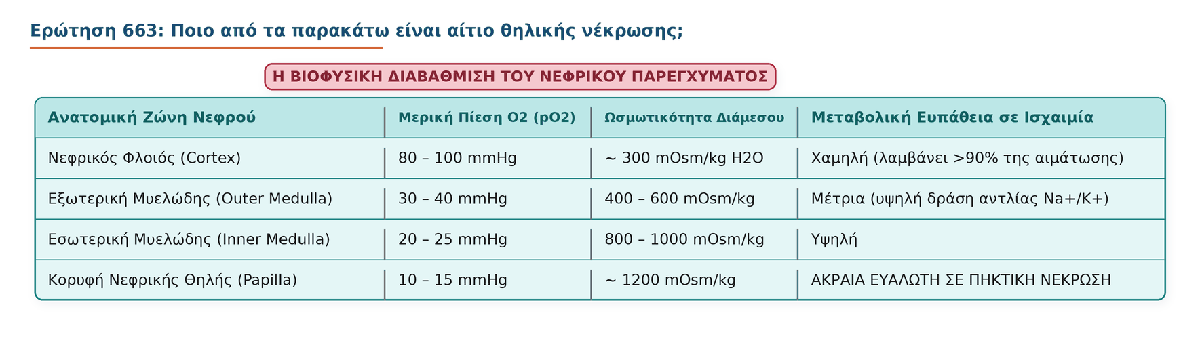 Ερώτηση 663: Ποιο από τα παρακάτω είναι αίτιο θηλικής νέκρωσης;
Η ΒΙΟΦΥΣΙΚΗ ΔΙΑΒΑΘΜΙΣΗ ΤΟΥ ΝΕΦΡΙΚΟΥ ΠΑΡΕΓΧΥΜΑΤΟΣ
Ανατομική Ζώνη Νεφρού Μερική Πίεση O2 (pO2) Ωσμωτικότητα Διάμεσου Μεταβολική Ευπάθεια σε Ισχαιμία
Νεφρικός Φλοιός (Cortex) 80 – 100 mmHg ~ 300 mOsm/kg H2O Χαμηλή (λαμβάνει >90% της αιμάτωσης)
Εξωτερική Μυελώδης (Outer Medulla) 30 – 40 mmHg 400 – 600 mOsm/kg Μέτρια (υψηλή δράση αντλίας Na+/K+)
Εσωτερική Μυελώδης (Inner Medulla) 20 – 25 mmHg 800 – 1000 mOsm/kg Υψηλή
Κορυφή Νεφρικής Θηλής (Papilla) 10 – 15 mmHg ~ 1200 mOsm/kg ΑΚΡΑΙΑ ΕΥΑΛΩΤΗ ΣΕ ΠΗΚΤΙΚΗ ΝΕΚΡΩΣΗ